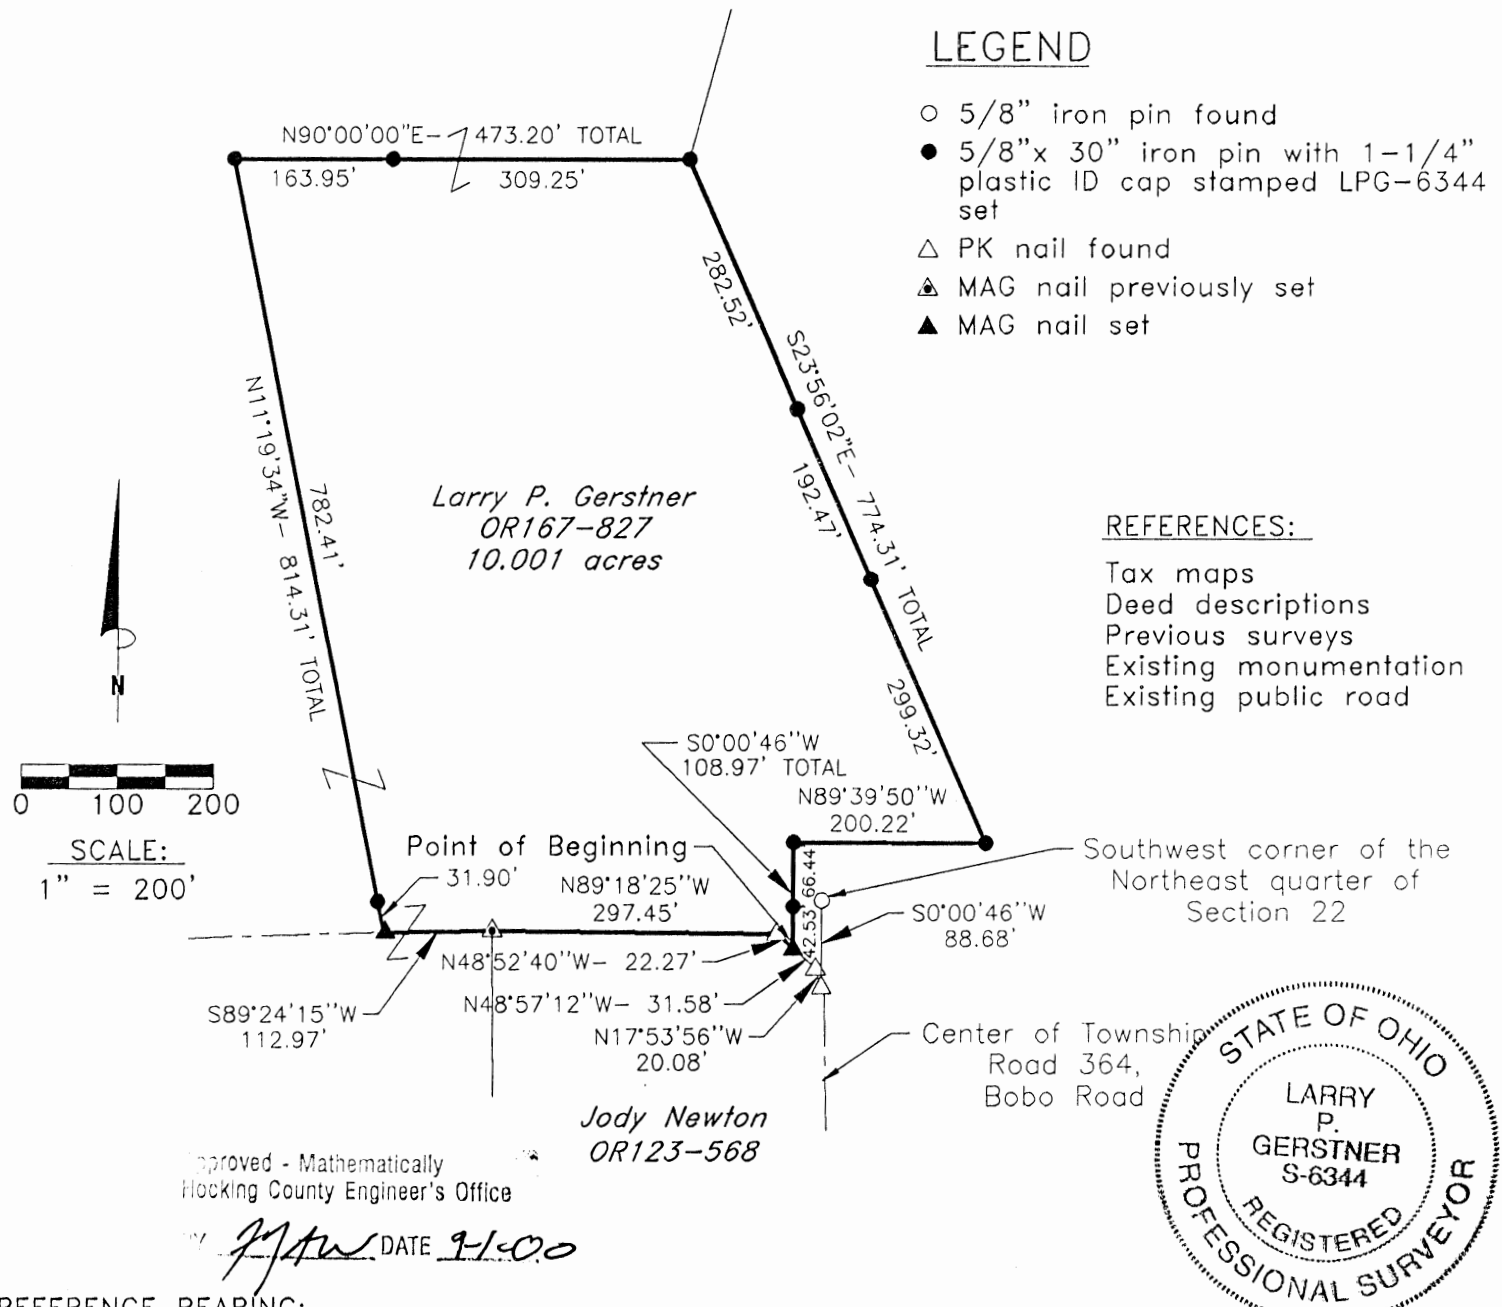 LEGEND
5/8" iron pin found
5/8"x 30" iron pin with 1-1/4"
plastic ID cap stamped LPG-6344
set
PK nail found
MAG nail previously set
MAG nail set
N90°00'00"E- 473.20' TOTAL
163.95'
309.25'
282.52'
S23°56'02"E- 774.31' TOTAL
192.47'
299.32'
N11°19'34"W- 814.31' TOTAL
782.41'
Larry P. Gerstner
OR167-827
10.001 acres
REFERENCES:
Tax maps
Deed descriptions
Previous surveys
Existing monumentation
Existing public road
N
0 100 200
SCALE:
1" = 200'
S0°00'46"W
108.97' TOTAL
N89°39'50"W
200.22'
Point of Beginning
31.90'
N89°18'25"W
297.45'
66.44
42.53
Southwest corner of the
Northeast quarter of
Section 22
S0°00'46"W
88.68'
N48°52'40"W- 22.27'
N48°57'12"W- 31.58'
S89°24'15"W
112.97'
N17°53'56"W
20.08'
Center of Township
Road 364,
Bobo Road
Jody Newton
OR123-568
proved - Mathematically
Hocking County Engineer's Office
DATE 9-1-00
STATE OF OHIO
LARRY
P.
GERSTNER
S-6344
REGISTERED
PROFESSIONAL SURVEYOR
REFERENCE BEARING: